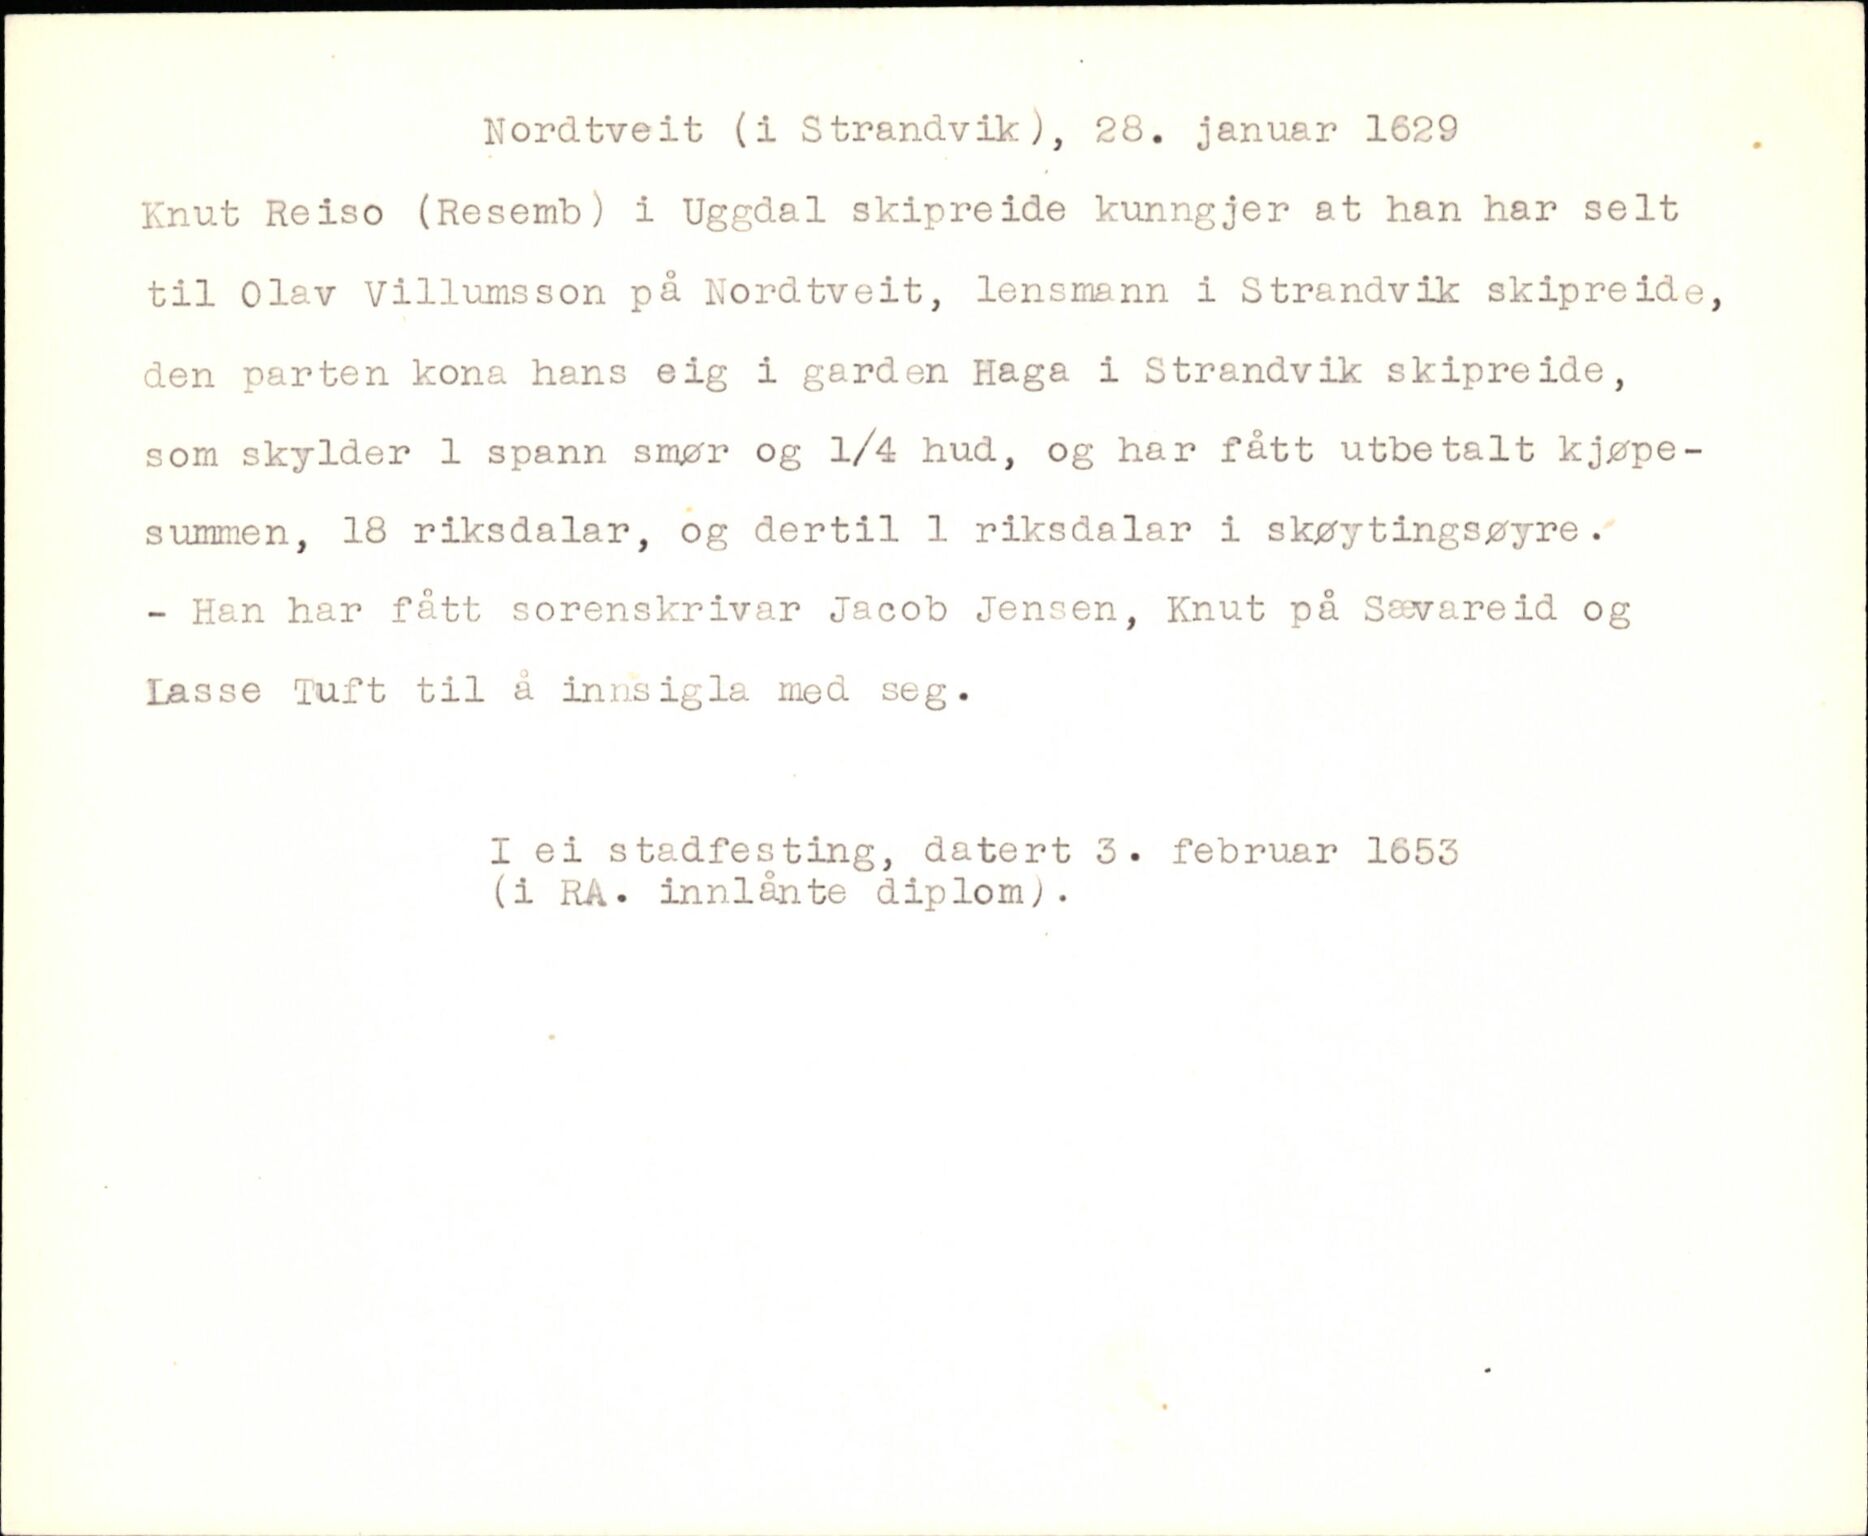 Nordtveit (i Strandvik), 28. januar 1629
Knut Reiso (Resemb) i Uggdal skipreide kunngjer at han har selt
til Olav Villumsson på Nordtveit, lensmann i Strandvik skipreide,
den parten kona hans eig i garden Haga i Strandvik skipreide,
som skylder 1 spann smør og 1/4 hud, og har fått utbetalt kjøpe-
summen, 18 riksdalar, og dertil 1 riksdalar i skøytingsøyre.
- Han har fått sorenskrivar Jacob Jensen, Knut på Sævareid og
Lasse Tuft til å innsigla med seg.
I ei stadfesting, datert 3. februar 1653
(i RA. innlånte diplom).